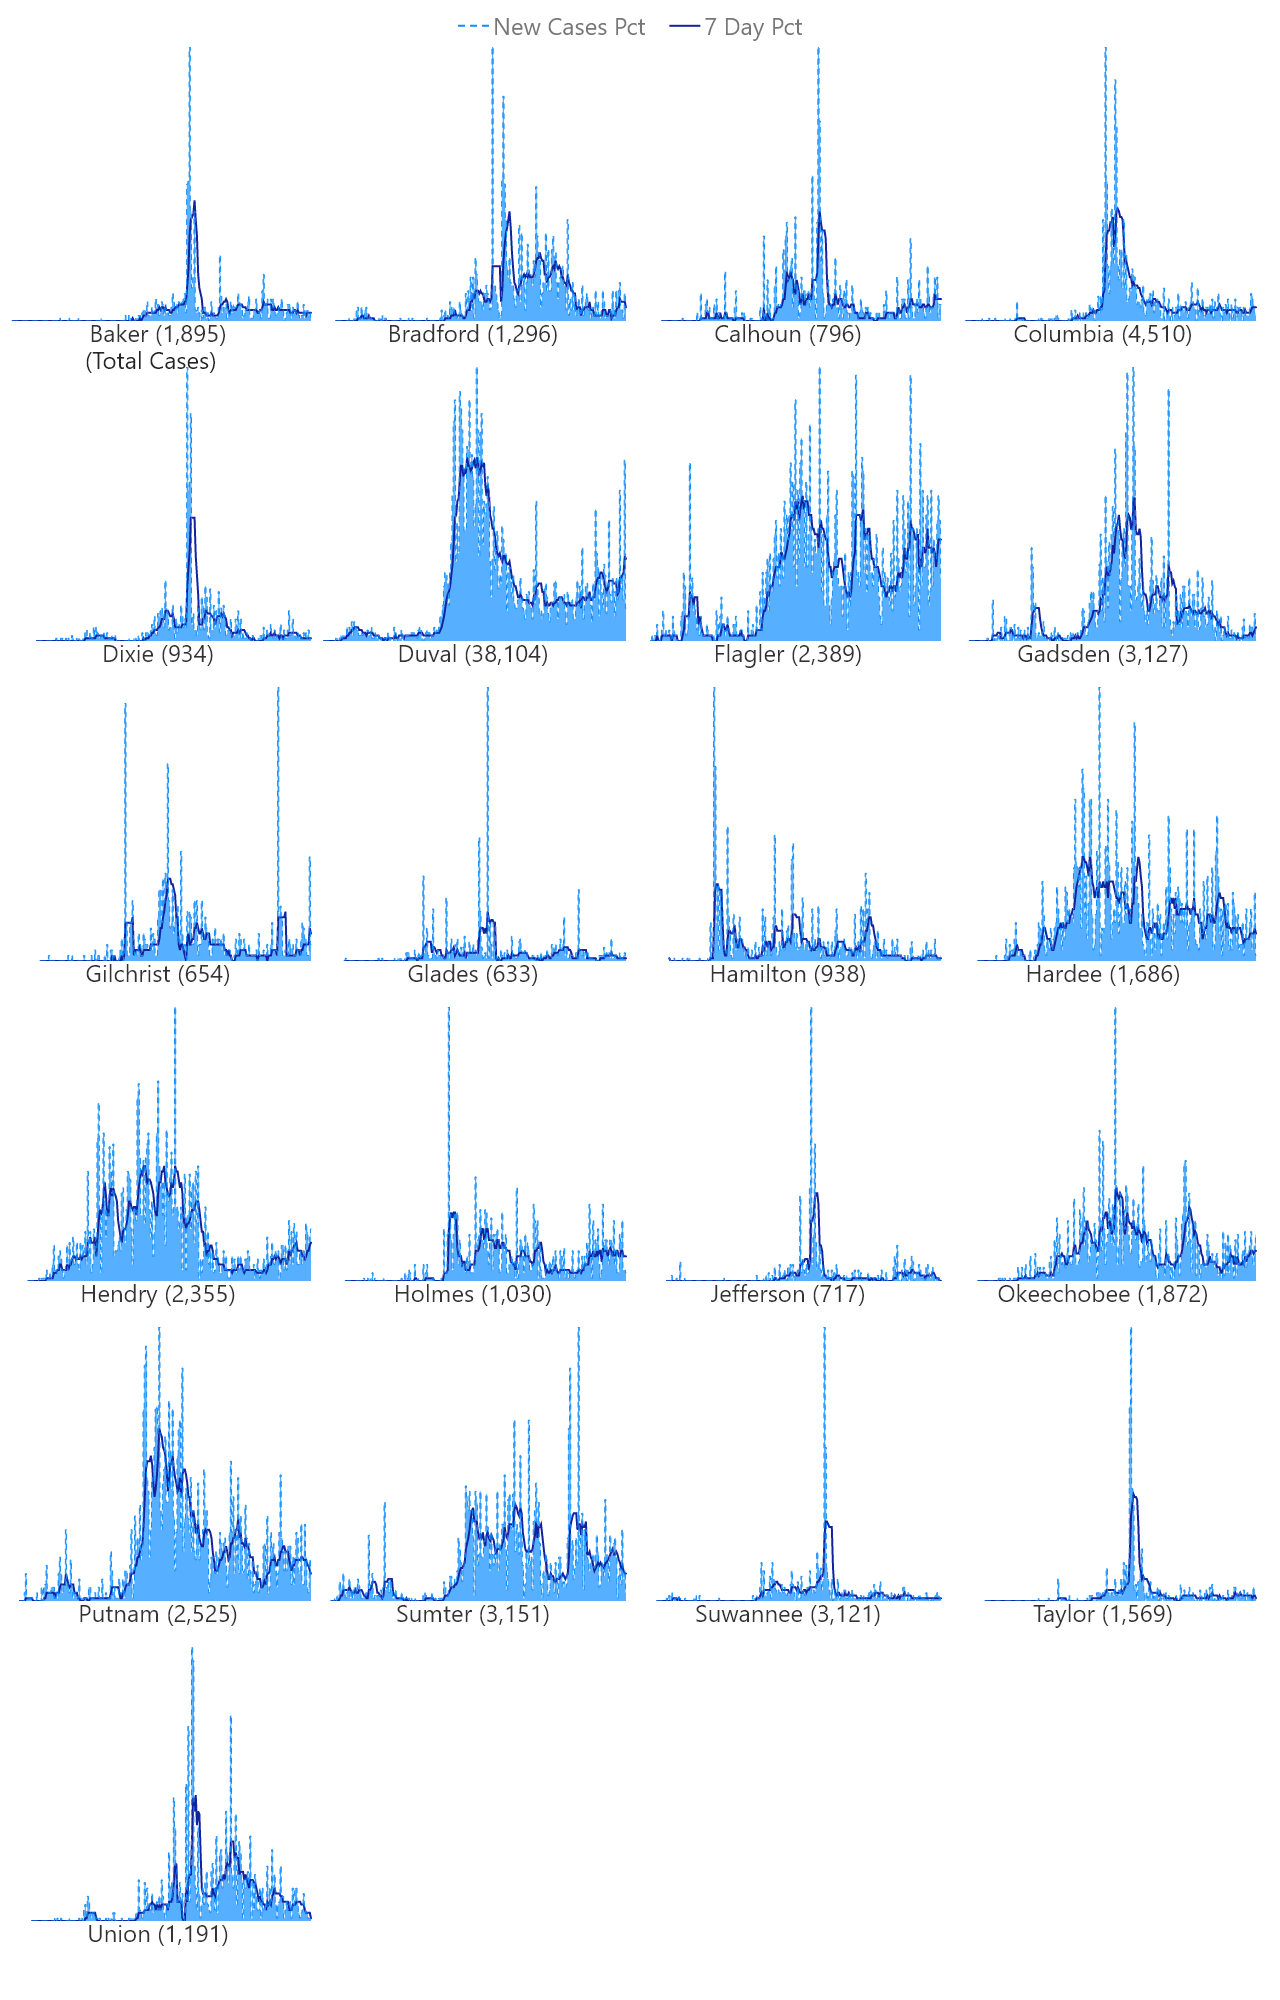 New Cases Pct 7 Day Pct
Baker (1,895) Bradford (1,296) Calhoun (796) Columbia (4,510)
(Total Cases)
Dixie (934) Duval (38,104) Flagler (2,389) Gadsden (3,127)
Gilchrist (654) Glades (633) Hamilton (938) Hardee (1,686)
Hendry (2,355) Holmes (1,030) Jefferson (717) Okeechobee (1,872)
Putnam (2,525) Sumter (3,151) Suwannee (3,121) Taylor (1,569)
Union (1,191)